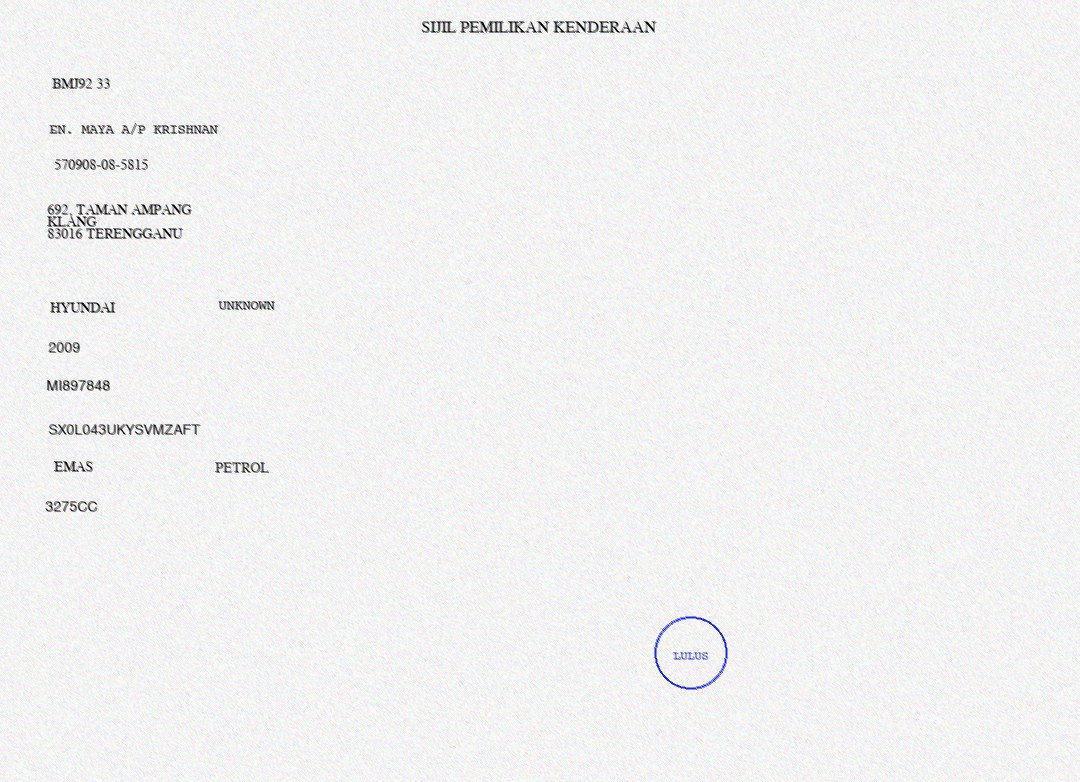 SIJIL PEMILIKAN KENDERAAN
BMJ92 33
EN. MAYA A/P KRISHNAN
570908-08-5815
692, TAMAN AMPANG
KLANG
83016 TERENGGANU
HYUNDAI UNKNOWN
2009
MI897848
SX0L043UKYSVMZAFT
EMAS PETROL
3275CC
LULUS